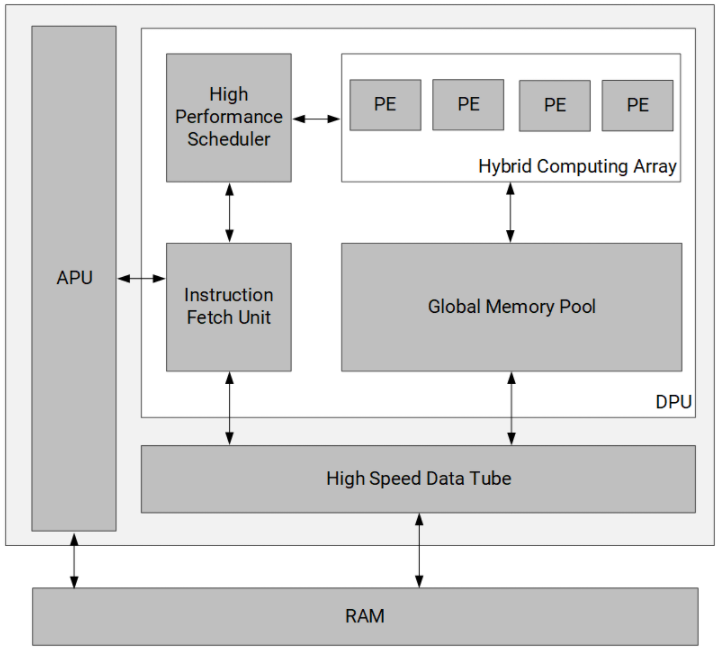 High
Performance
Scheduler
PE
PE
PE
PE
Hybrid Computing Array
APU
Instruction
Fetch Unit
Global Memory Pool
DPU
High Speed Data Tube
RAM